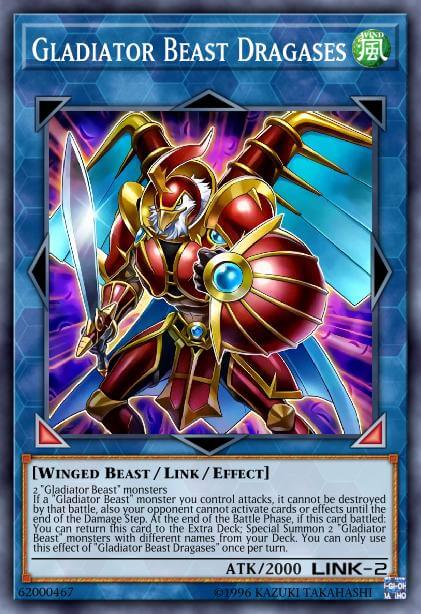 GLADIATOR BEAST DRAGASES
WIND
風
[WINGED BEAST / LINK / EFFECT]
2 "Gladiator Beast" monsters
If a "Gladiator Beast" monster you control attacks, it cannot be destroyed
by that battle, also your opponent cannot activate cards or effects until
the end of the Damage Step. At the end of the Battle Phase, if this card battled:
You can return this card to the Extra Deck; Special Summon 2 "Gladiator
Beast" monsters with different names from your Deck. You can only use
this effect of "Gladiator Beast Dragases" once per turn.
ATK/2000 LINK-2
62000467
©1996 KAZUKI TAKAHASHI